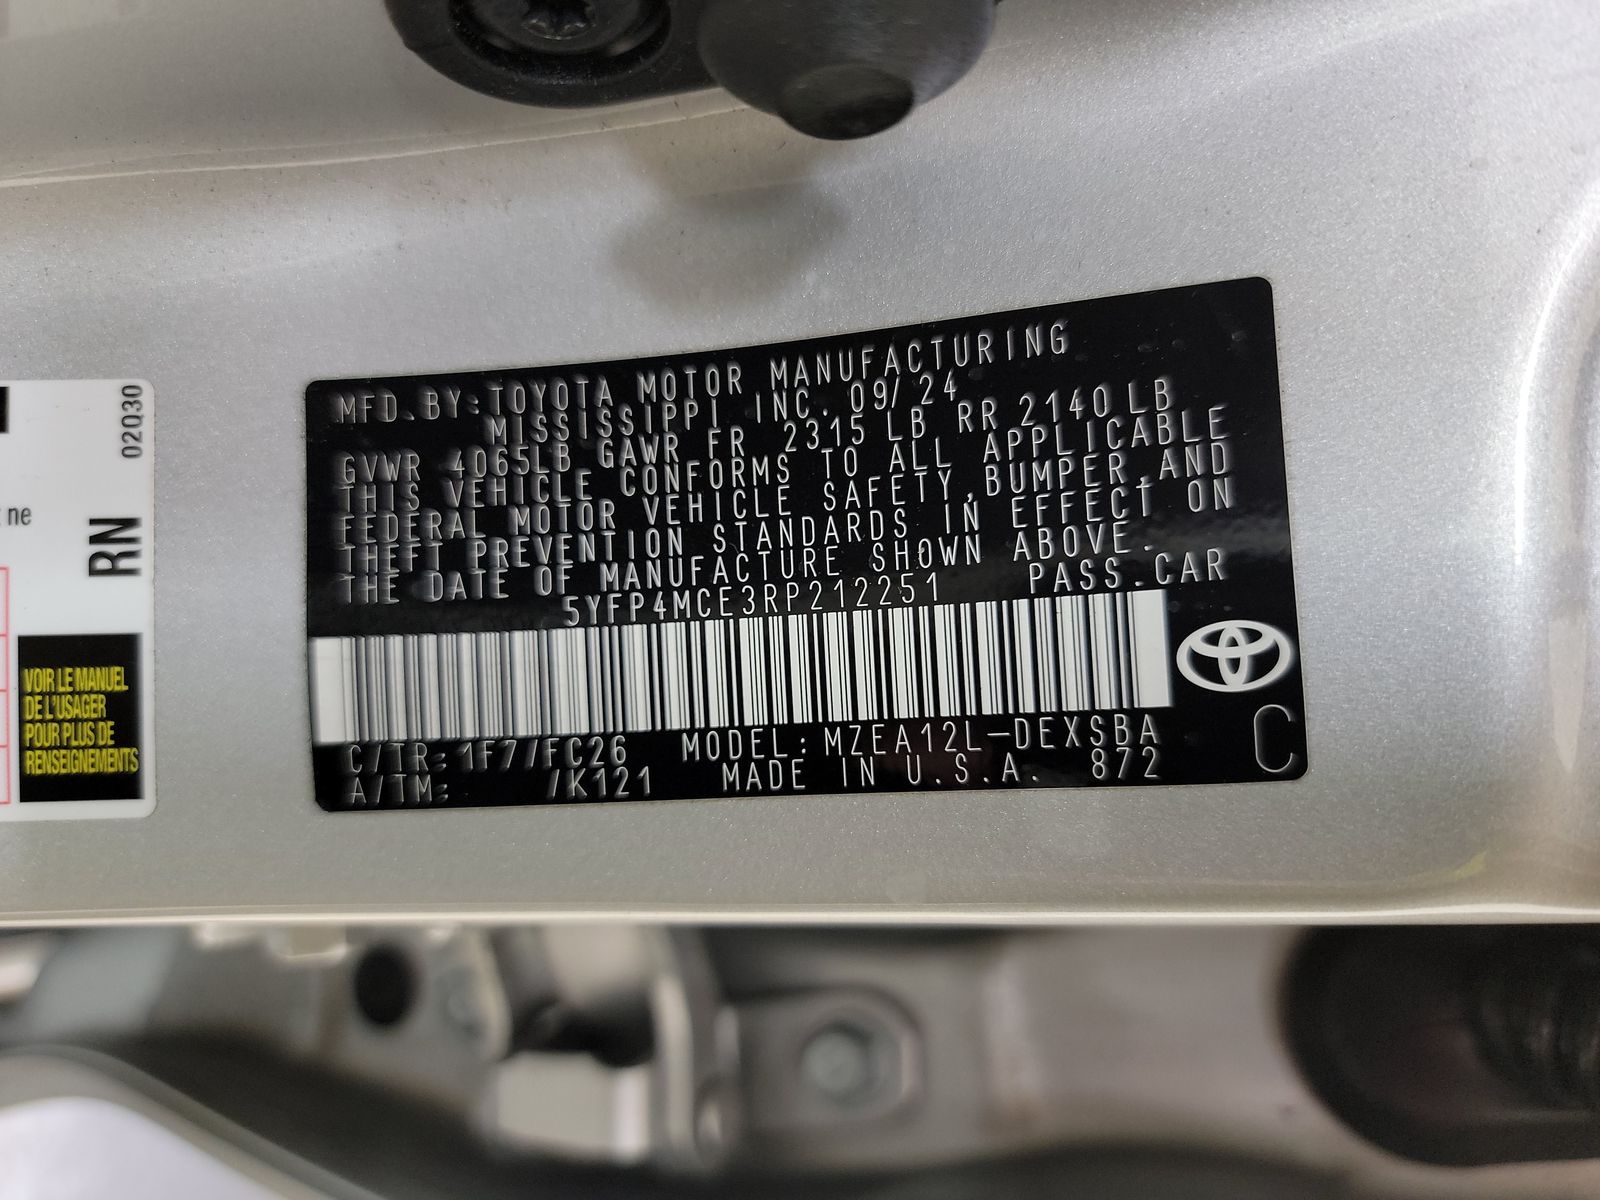 MFD. BY: TOYOTA MOTOR MANUFACTURING
MISSISSIPPI INC. 09/24
GVWR 4065LB GAWR FR 2315 LB RR 2140 LB
THIS VEHICLE CONFORMS TO ALL APPLICABLE
FEDERAL MOTOR VEHICLE SAFETY, BUMPER, AND
THEFT PREVENTION STANDARDS IN EFFECT ON
THE DATE OF MANUFACTURE SHOWN ABOVE.
5YFP4MCE3RP212251 PASS. CAR
C/TR: 1F7/FC26 MODEL: MZEA12L-DEXSBA
A/TM: /K121 MADE IN U.S.A. 872
C
02Q30
RN
ne
VOIR LE MANUEL
DE L'USAGER
POUR PLUS DE
RENSEIGNEMENTS